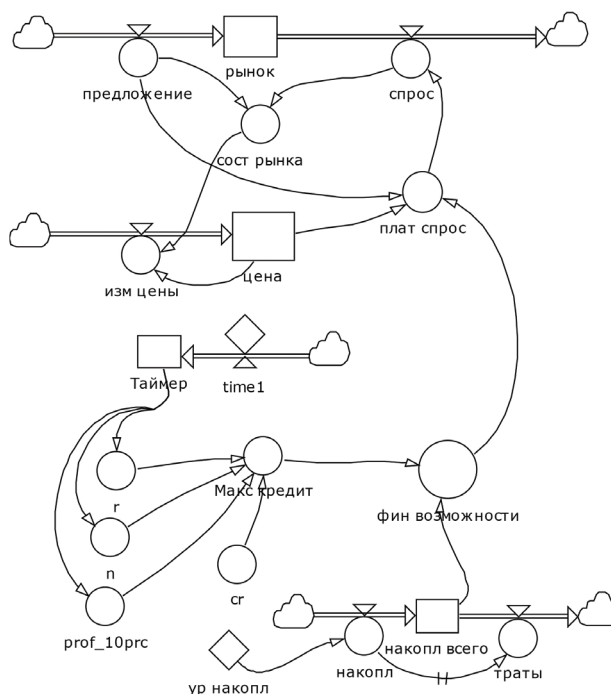 рынок
предложение
спрос
сост рынка
плат спрос
изм цены
цена
Таймер
time1
r
Макс кредит
n
фин возможности
cr
prof_10prc
накопл
накопл всего
траты
ур накопл